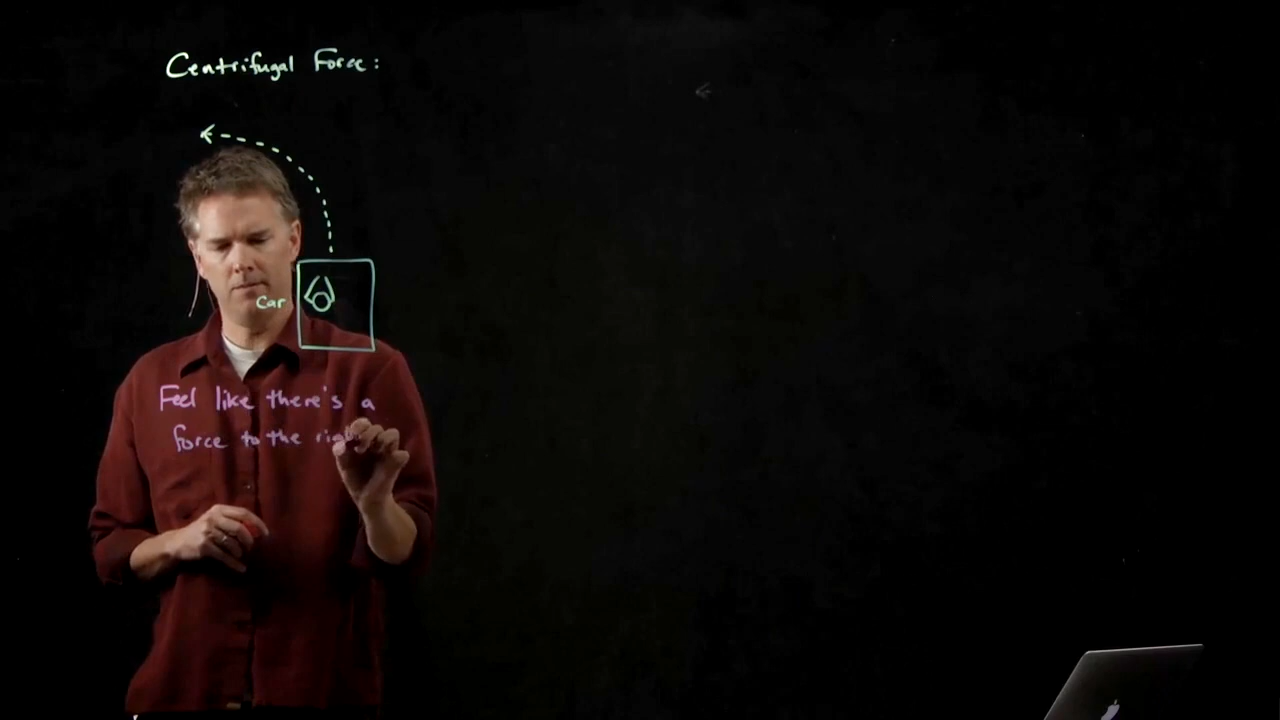 Centrifugal Force:
Car
Feel like there's a
force to the